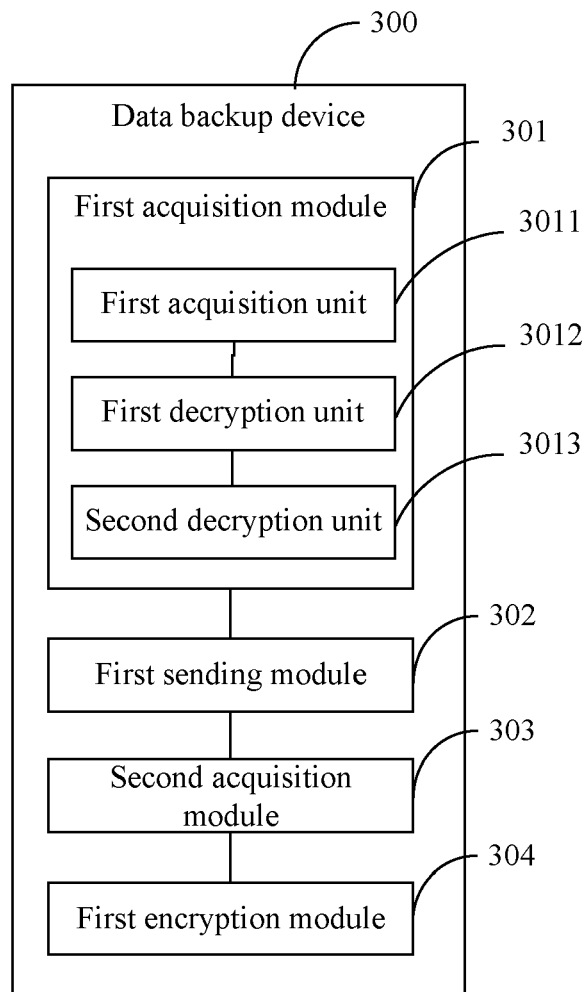 300
Data backup device
301
First acquisition module
3011
First acquisition unit
3012
First decryption unit
3013
Second decryption unit
302
First sending module
303
Second acquisition
module
304
First encryption module